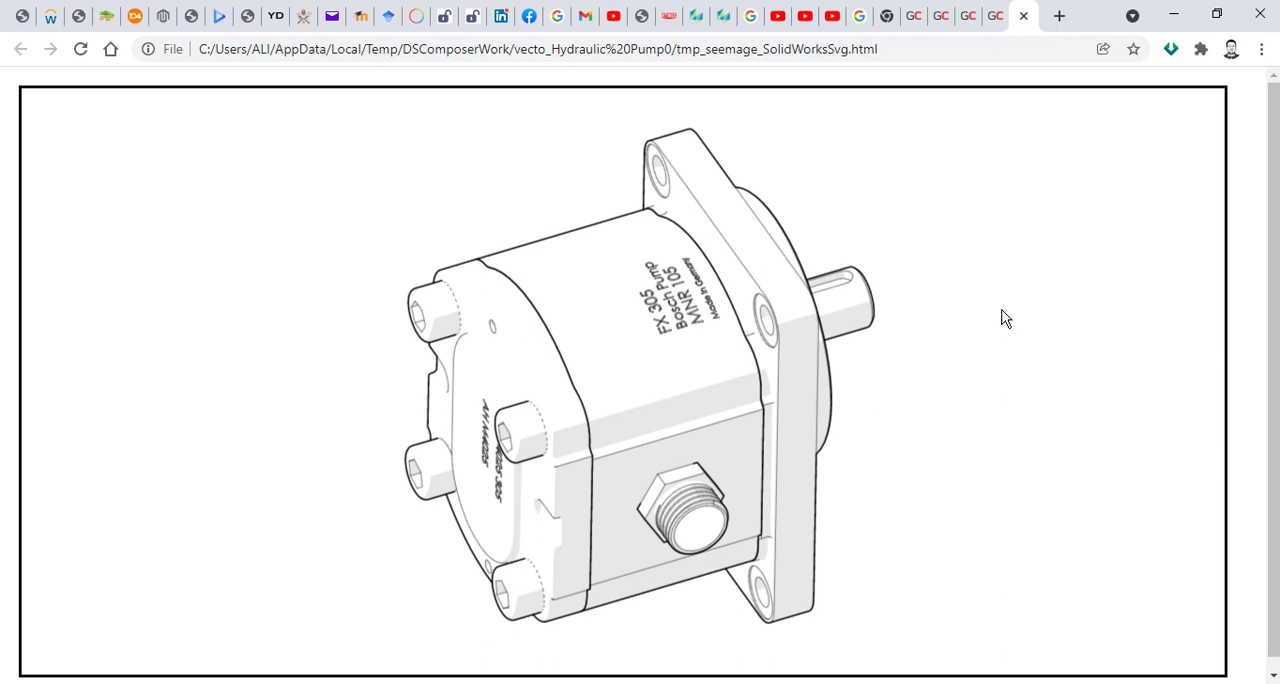 YD
GC
GC
GC
GC
File
C:/Users/ALI/AppData/Local/Temp/DSComposerWork/vecto_Hydraulic%20Pump0/tmp_seemage_SolidWorksSvg.html
FX 305
Bosch Pump
MNR 105
Made In Germany
305